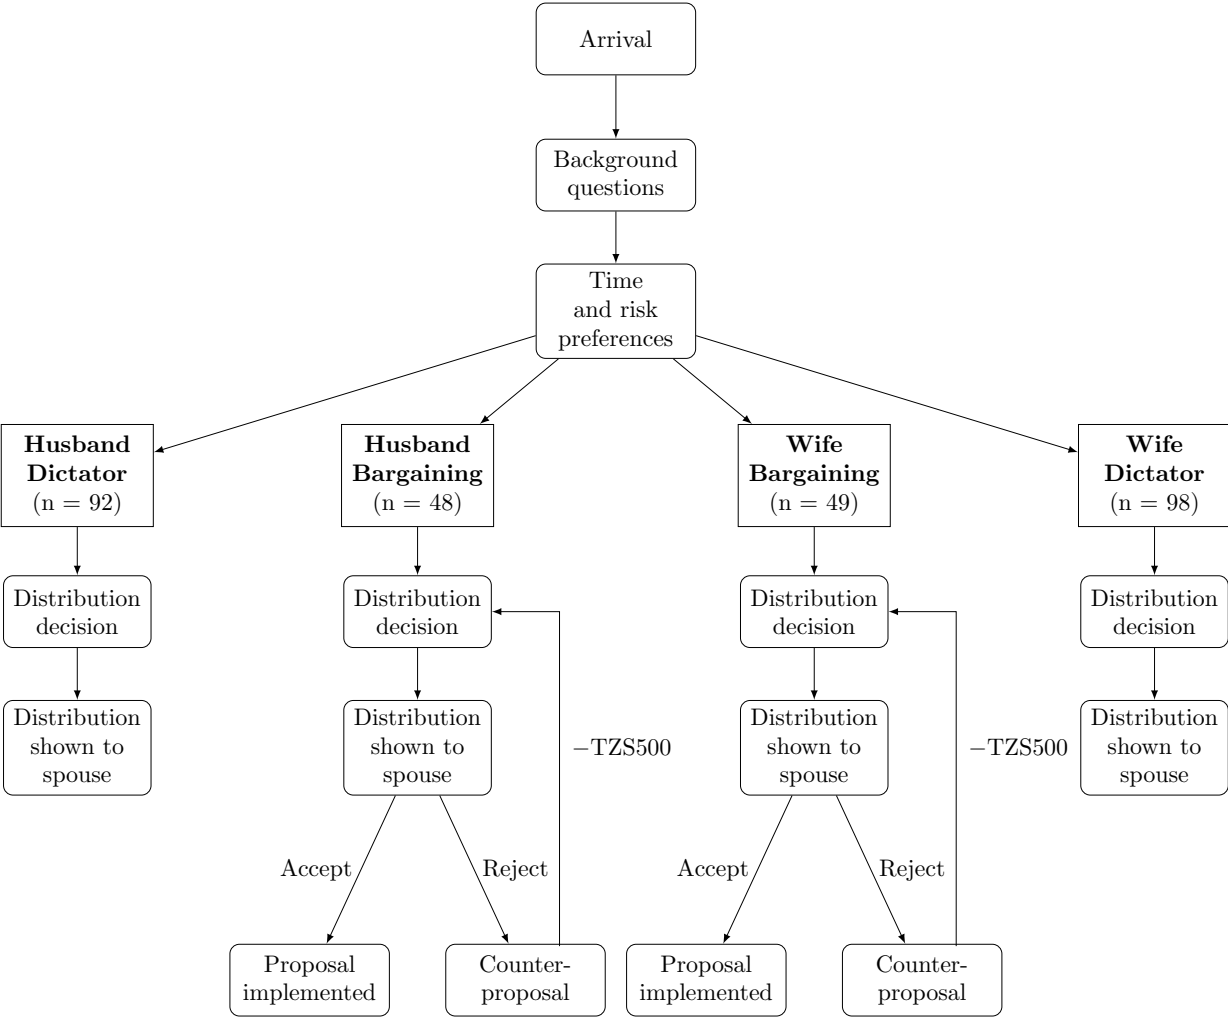 Arrival
Background
questions
Time
and risk
preferences
Husband
Dictator
(n = 92)
Husband
Bargaining
(n = 48)
Wife
Bargaining
(n = 49)
Wife
Dictator
(n = 98)
Distribution
decision
Distribution
decision
Distribution
decision
Distribution
decision
Distribution
shown to
spouse
Distribution
shown to
spouse
−TZS500
Distribution
shown to
spouse
−TZS500
Distribution
shown to
spouse
Accept
Reject
Accept
Reject
Proposal
implemented
Counter-
proposal
Proposal
implemented
Counter-
proposal